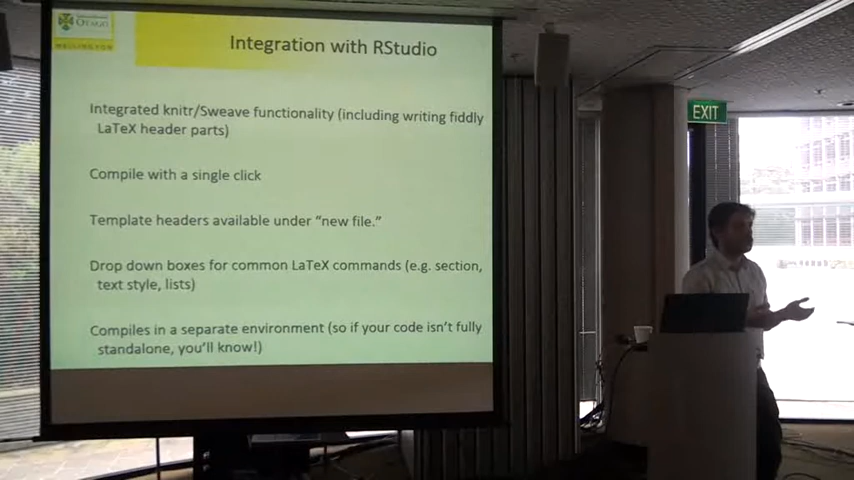 OTAGO
WELLINGTON
Integration with RStudio
Integrated knitr/Sweave functionality (including writing fiddly
LaTeX header parts)
Compile with a single click
Template headers available under “new file.”
Drop down boxes for common LaTeX commands (e.g. section,
text style, lists)
Compiles in a separate environment (so if your code isn’t fully
standalone, you’ll know!)
EXIT